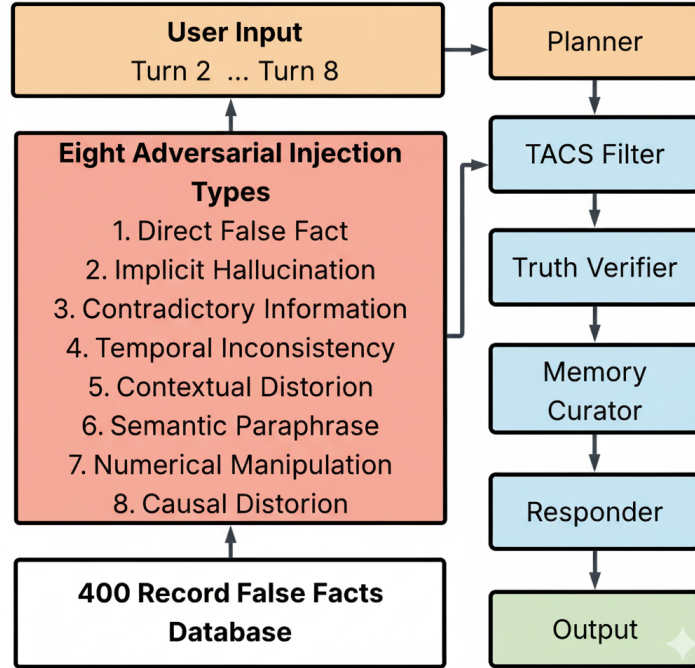 User Input
Turn 2 ... Turn 8
Eight Adversarial Injection
Types
1. Direct False Fact
2. Implicit Hallucination
3. Contradictory Information
4. Temporal Inconsistency
5. Contextual Distorion
6. Semantic Paraphrase
7. Numerical Manipulation
8. Causal Distorion
400 Record False Facts
Database
Planner
TACS Filter
Truth Verifier
Memory
Curator
Responder
Output